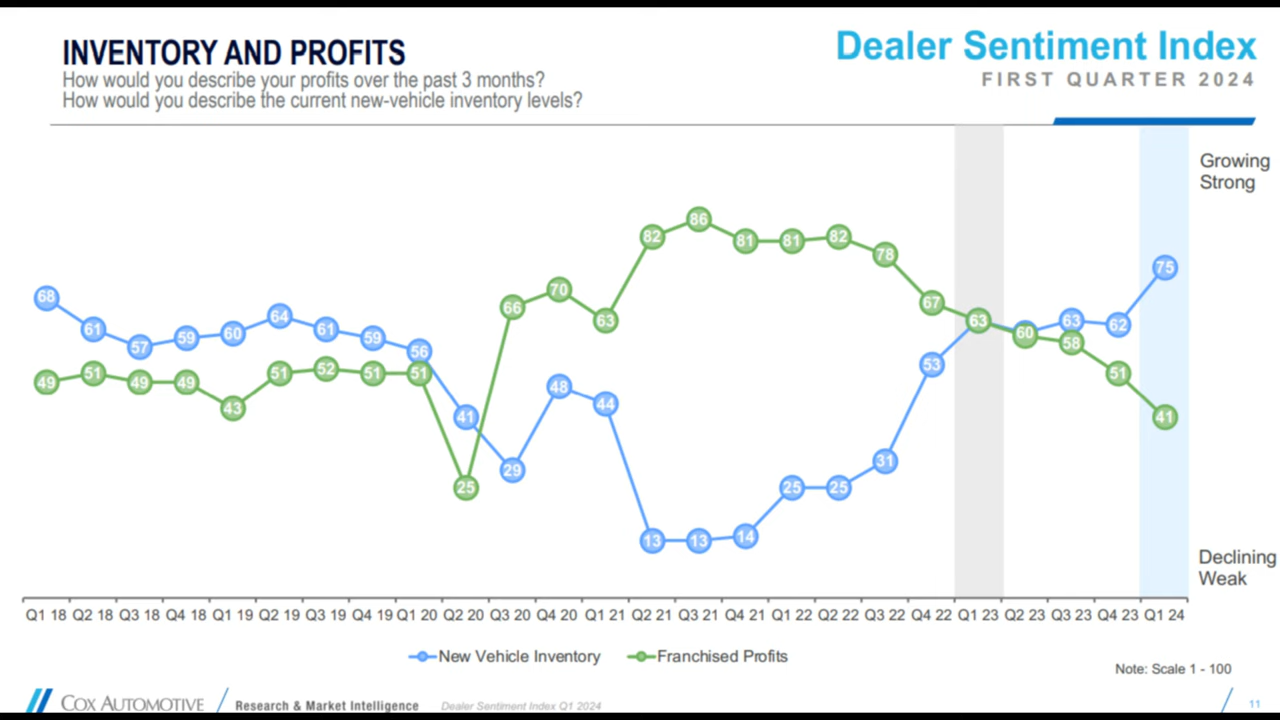 INVENTORY AND PROFITS
How would you describe your profits over the past 3 months?
How would you describe the current new-vehicle inventory levels?
Dealer Sentiment Index
FIRST QUARTER 2024
Growing
Strong
68 61 57 59 60 64 61 59 56 41 29 48 44 13 13 14 25 25 31 53 63 62 75
49 51 49 49 43 51 52 51 51 25 66 70 63 82 86 81 81 82 78 67 63 60 58 51 41
Declining
Weak
Q1 18 Q2 18 Q3 18 Q4 18 Q1 19 Q2 19 Q3 19 Q4 19 Q1 20 Q2 20 Q3 20 Q4 20 Q1 21 Q2 21 Q3 21 Q4 21 Q1 22 Q2 22 Q3 22 Q4 22 Q1 23 Q2 23 Q3 23 Q4 23 Q1 24
New Vehicle Inventory Franchised Profits
Note: Scale 1 - 100
COX AUTOMOTIVE Research & Market Intelligence Dealer Sentiment Index Q1 2024 11